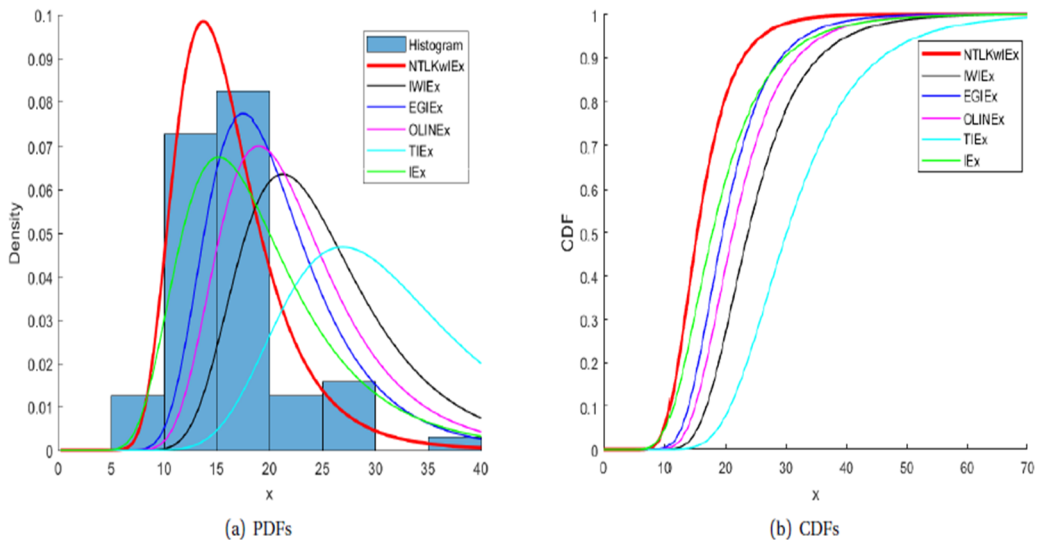 0.1
0.09
0.08
0.07
0.06
0.05
0.04
0.03
0.02
0.01
0
Density
0 5 10 15 20 25 30 35 40
x
Histogram
NTLKwIEx
IWIEx
EGIEx
OLINEx
TIEx
IEx
(a) PDFs
1
0.9
0.8
0.7
0.6
0.5
0.4
0.3
0.2
0.1
0
CDF
0 10 20 30 40 50 60 70
x
NTLKwIEx
IWIEx
EGIEx
OLINEx
TIEx
IEx
(b) CDFs